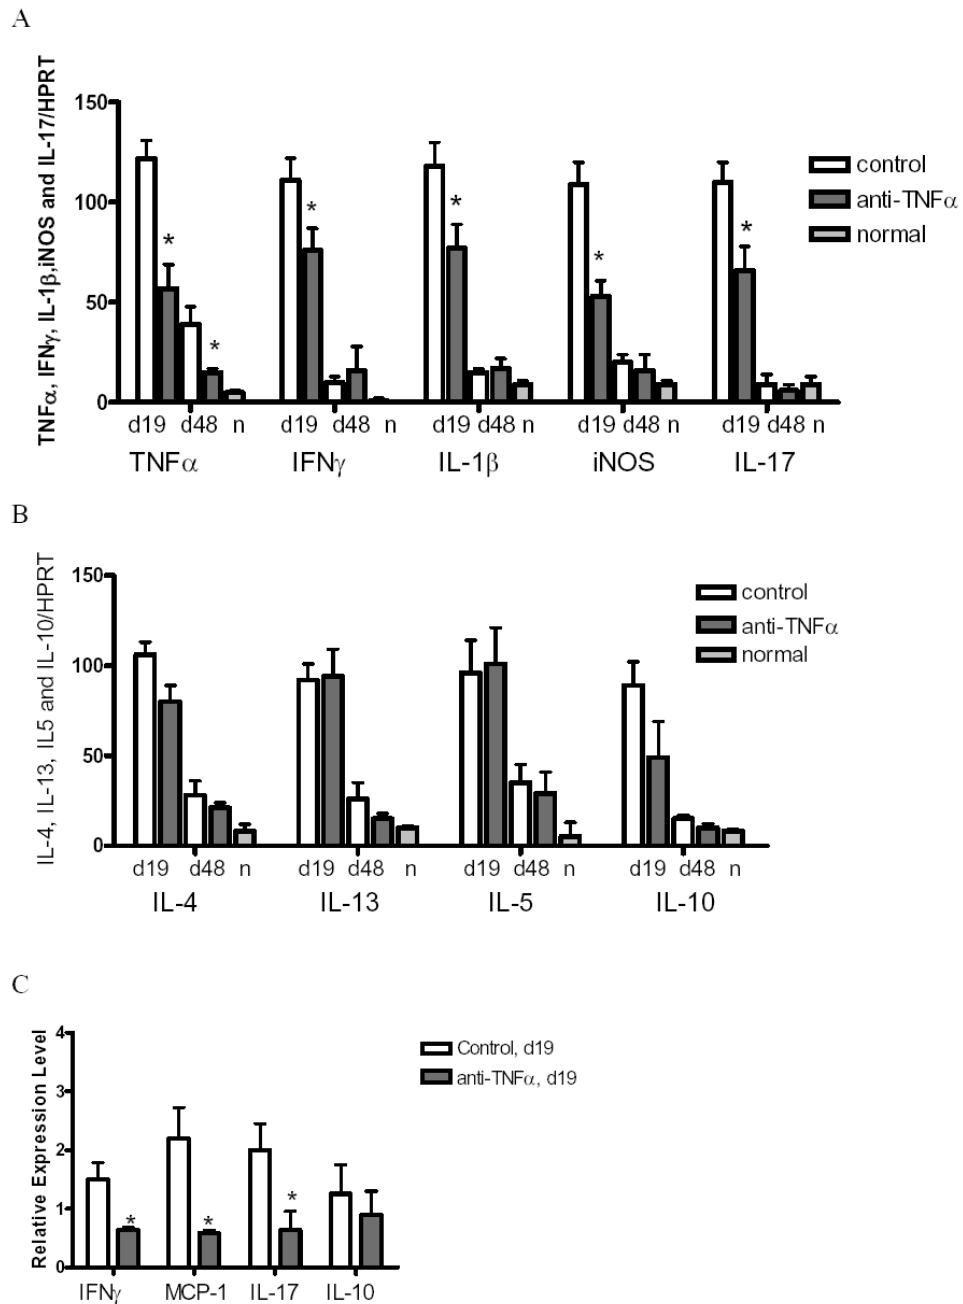 A
TNFα, IFNγ, IL-1β,iNOS and IL-17/HPRT
150
100
50
0
control
anti-TNFα
normal
* * * * * *
d19 d48 n d19 d48 n d19 d48 n d19 d48 n d19 d48 n
TNFα IFNγ IL-1β iNOS IL-17
B
IL-4, IL-13, IL5 and IL-10/HPRT
150
100
50
0
control
anti-TNFα
normal
d19 d48 n d19 d48 n d19 d48 n d19 d48 n
IL-4 IL-13 IL-5 IL-10
C
Relative Expression Level
4
3
2
1
0
Control, d19
anti-TNFα, d19
* * *
IFNγ MCP-1 IL-17 IL-10